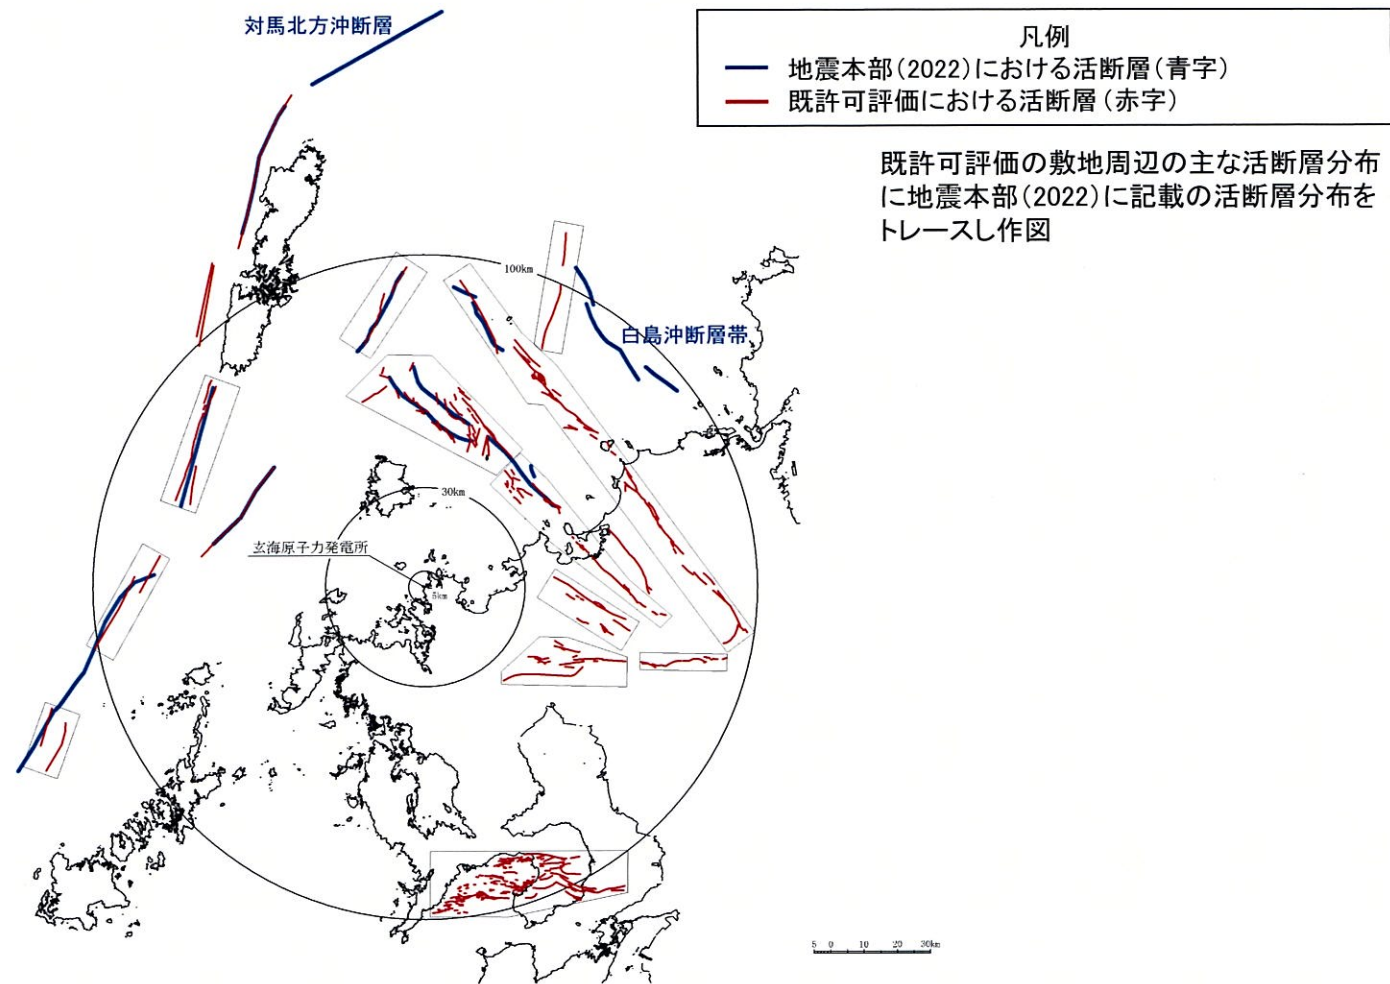 対馬北方沖断層
凡例
地震本部(2022)における活断層(青字)
既許可評価における活断層(赤字)
既許可評価の敷地周辺の主な活断層分布
に地震本部(2022)に記載の活断層分布を
トレースし作図
100km
白島沖断層帯
30km
玄海原子力発電所
5km
5 0 10 20 30km